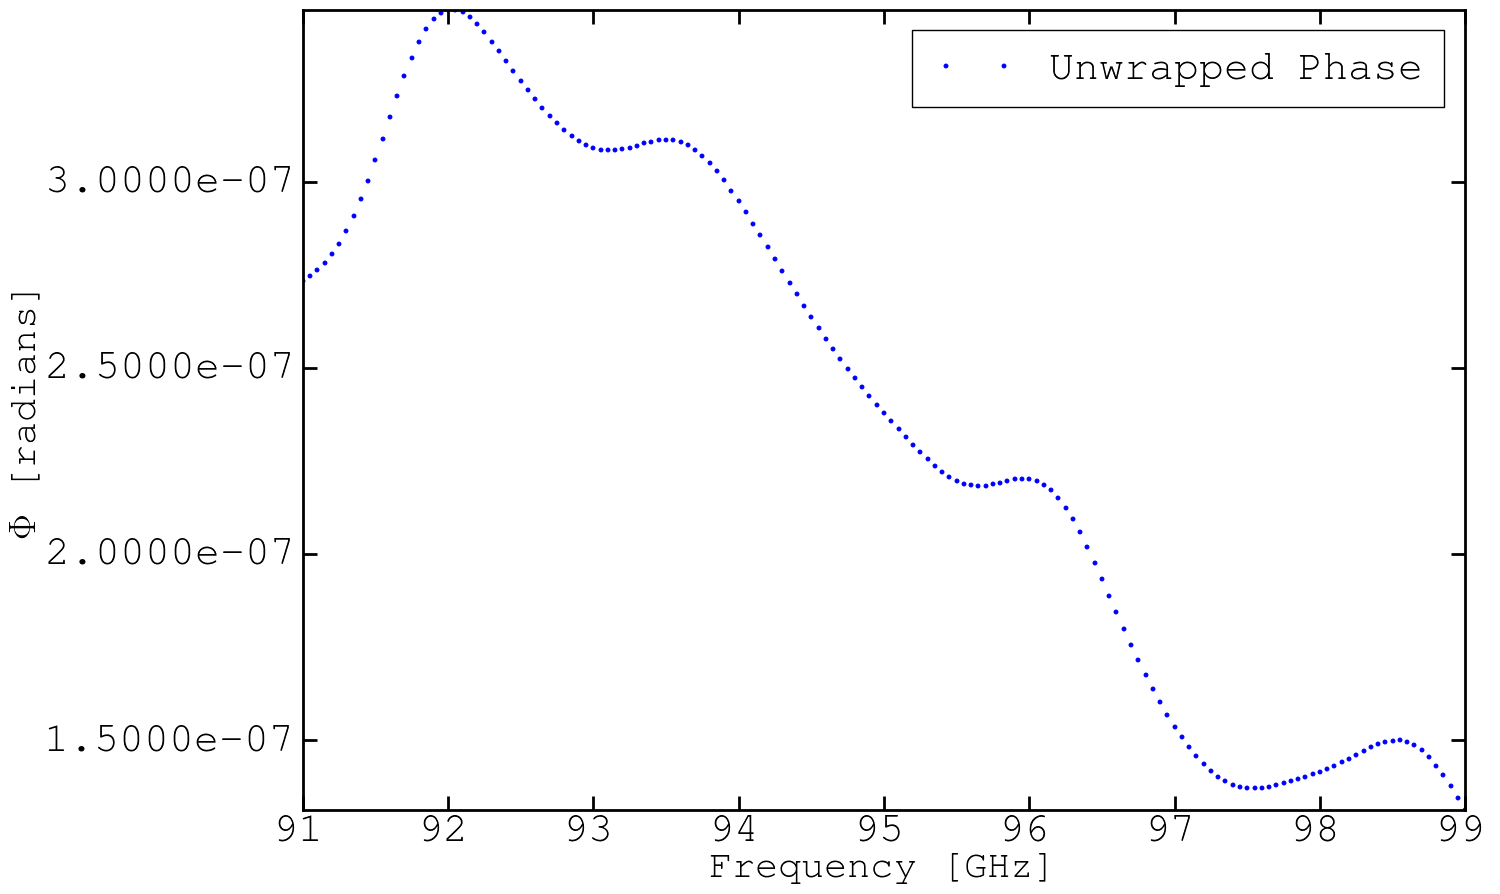 Unwrapped Phase
3.0000e−07
2.5000e−07
2.0000e−07
1.5000e−07
Φ [radians]
91 92 93 94 95 96 97 98 99
Frequency [GHz]